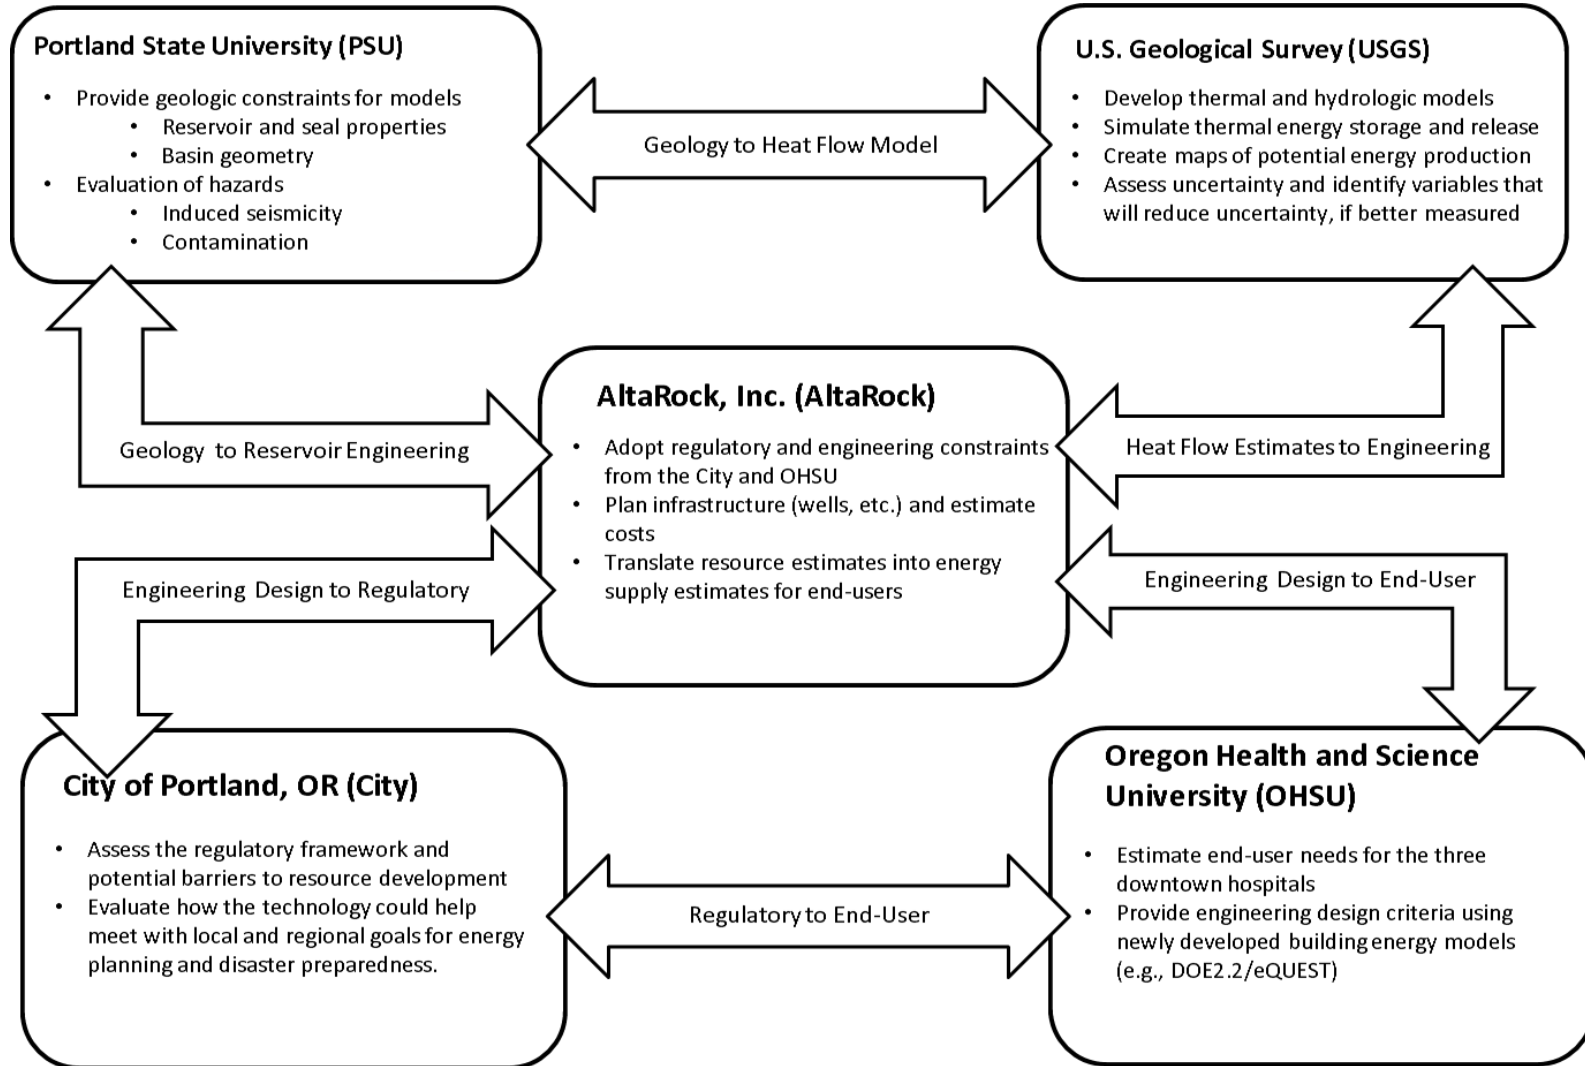 Portland State University (PSU)
• Provide geologic constraints for models
• Reservoir and seal properties
• Basin geometry
• Evaluation of hazards
• Induced seismicity
• Contamination
Geology to Heat Flow Model
U.S. Geological Survey (USGS)
• Develop thermal and hydrologic models
• Simulate thermal energy storage and release
• Create maps of potential energy production
• Assess uncertainty and identify variables that
will reduce uncertainty, if better measured
Geology to Reservoir Engineering
AltaRock, Inc. (AltaRock)
• Adopt regulatory and engineering constraints
from the City and OHSU
• Plan infrastructure (wells, etc.) and estimate
costs
• Translate resource estimates into energy
supply estimates for end-users
Heat Flow Estimates to Engineering
Engineering Design to Regulatory
Engineering Design to End-User
City of Portland, OR (City)
• Assess the regulatory framework and
potential barriers to resource development
• Evaluate how the technology could help
meet with local and regional goals for energy
planning and disaster preparedness.
Regulatory to End-User
Oregon Health and Science
University (OHSU)
• Estimate end-user needs for the three
downtown hospitals
• Provide engineering design criteria using
newly developed building energy models
(e.g., DOE2.2/eQUEST)